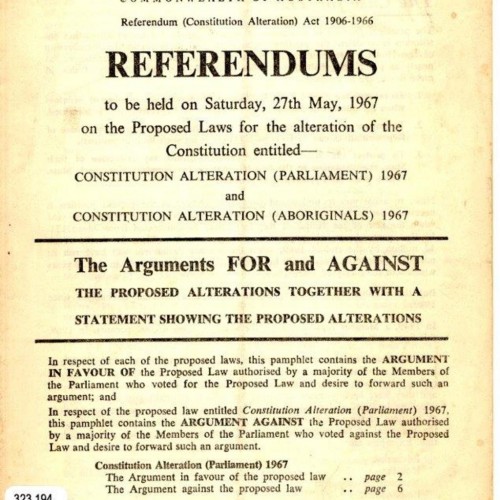 COMMONWEALTH OF AUSTRALIA
Referendum (Constitution Alteration) Act 1906-1966
REFERENDUMS
to be held on Saturday, 27th May, 1967
on the Proposed Laws for the alteration of the
Constitution entitled—
CONSTITUTION ALTERATION (PARLIAMENT) 1967
and
CONSTITUTION ALTERATION (ABORIGINALS) 1967
The Arguments FOR and AGAINST
THE PROPOSED ALTERATIONS TOGETHER WITH A
STATEMENT SHOWING THE PROPOSED ALTERATIONS
In respect of each of the proposed laws, this pamphlet contains the ARGUMENT
IN FAVOUR OF the Proposed Law authorised by a majority of the Members of
the Parliament who voted for the Proposed Law and desire to forward such an
argument; and
In respect of the proposed law entitled Constitution Alteration (Parliament) 1967,
this pamphlet contains the ARGUMENT AGAINST the Proposed Law authorised
by a majority of the Members of the Parliament who voted against the Proposed
Law and desire to forward such argument.
Constitution Alteration (Parliament) 1967
The Argument in favour of the proposed law .. page 2
The Argument against the proposed law .. page 6
323.194